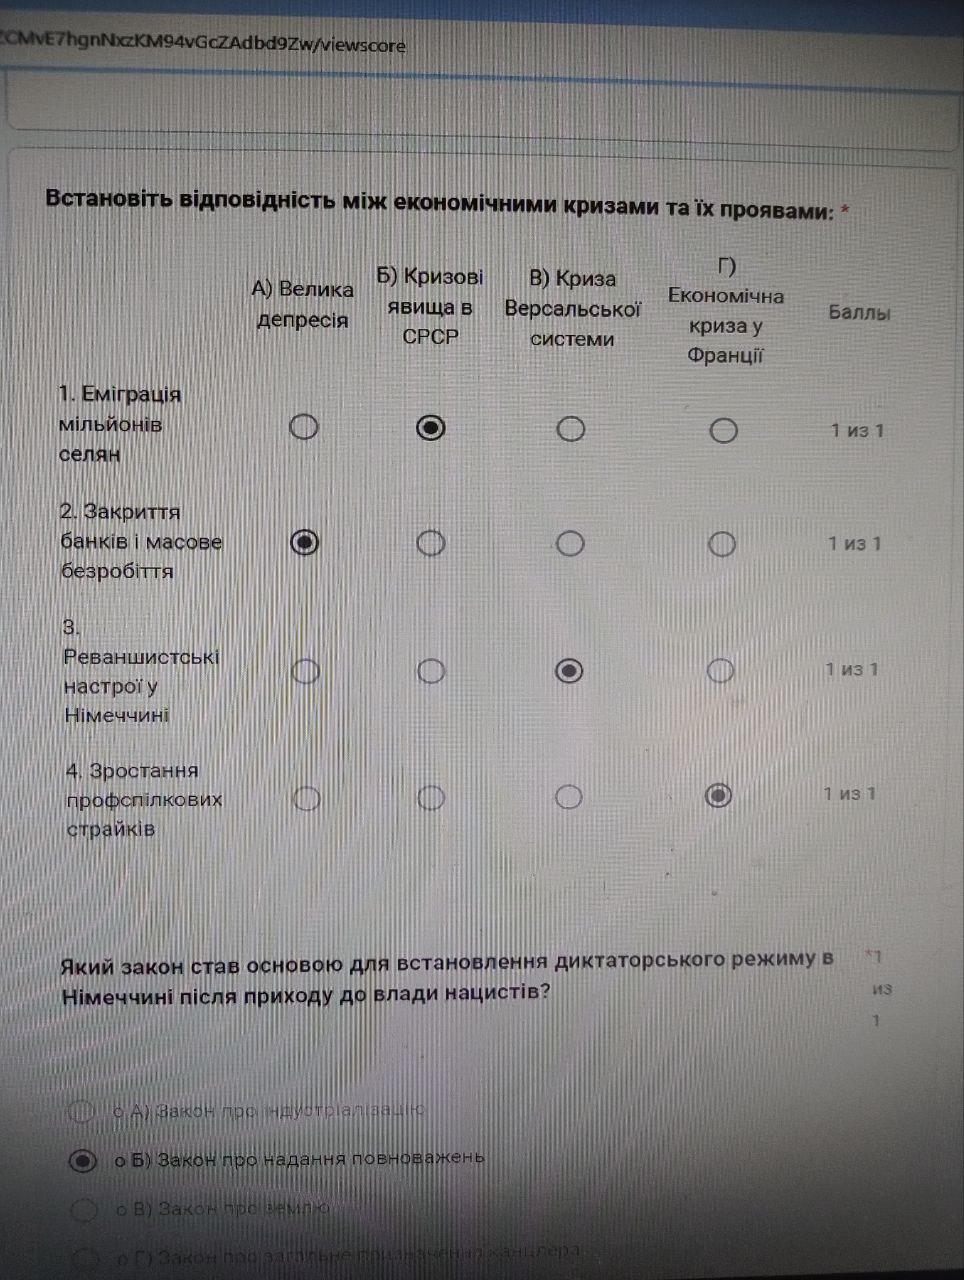 ZCMvE7hgnNxzKM94vGcZAdbd9Zw/viewscore
Встановіть відповідність між економічними кризами та їх проявами: *
А) Велика
депресія
Б) Кризові
явища в
СРСР
В) Криза
Версальської
системи
Г)
Економічна
криза у
Франції
Баллы
1. Еміграція
мільйонів
селян
1 из 1
2. Закриття
банків і масове
безробіття
1 из 1
3.
Реваншистські
настрої у
Німеччині
1 из 1
4. Зростання
профспілкових
страйків
1 из 1
Який закон став основою для встановлення диктаторського режиму в
Німеччині після приходу до влади нацистів?
*1
из
1
о А) Закон про індустріалізацію
о Б) Закон про надання повноважень
о В) Закон про землю
о Г) Закон про загальне призначення канцлера